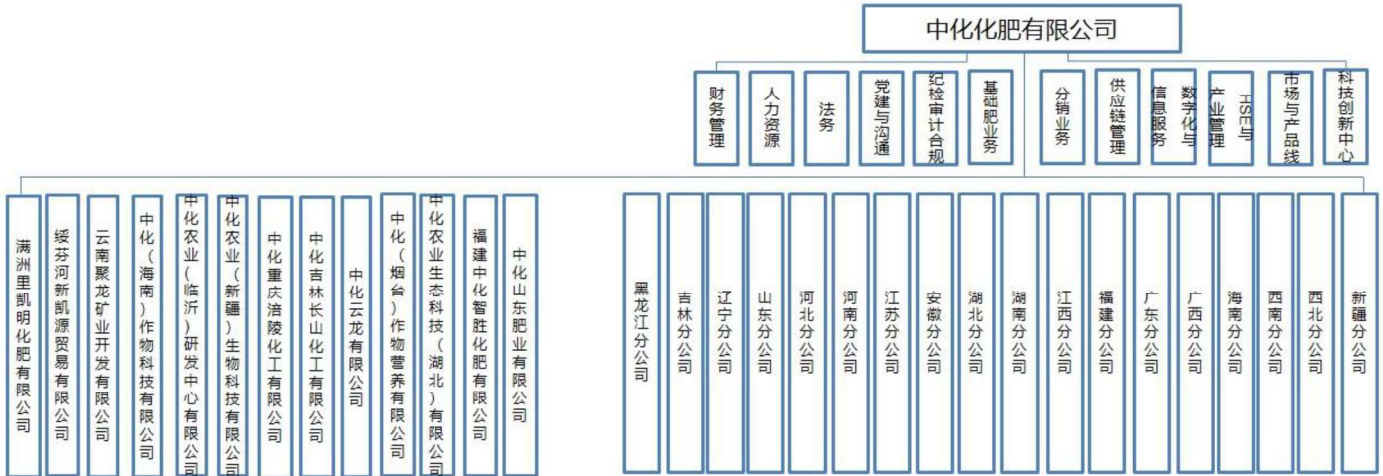 中化化肥有限公司
财务管理
人力资源
法务
党建与沟通
纪检审计合规
基础肥业务
分销业务
供应链管理
数字化与
信息服务
HSE与
产业管理
市场与产品线
科技创新中心
满洲里凯明化肥有限公司
绥芬河新凯源贸易有限公司
云南聚龙矿业开发有限公司
中化（海南）作物科技有限公司
中化农业（临沂）研发中心有限公司
中化农业（新疆）生物科技有限公司
中化重庆涪陵化工有限公司
中化吉林长山化工有限公司
中化云龙有限公司
中化（烟台）作物营养有限公司
中化农业生态科技（湖北）有限公司
福建中化智胜化肥有限公司
中化山东肥业有限公司
黑龙江分公司
吉林分公司
辽宁分公司
山东分公司
河北分公司
河南分公司
江苏分公司
安徽分公司
湖北分公司
湖南分公司
江西分公司
福建分公司
广东分公司
广西分公司
海南分公司
西南分公司
西北分公司
新疆分公司